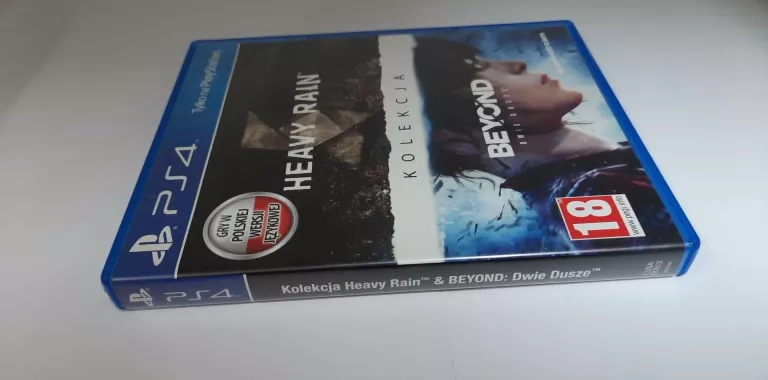 Tylko na PlayStation
PS4
HEAVY RAIN™
KOLEKCJA
BEYOND
DWIE DUSZE
GRY W
POLSKIEJ
WERSJI
JĘZYKOWEJ
18
www.pegi.info
PS4
Kolekcja Heavy Rain™ & BEYOND: Dwie Dusze™